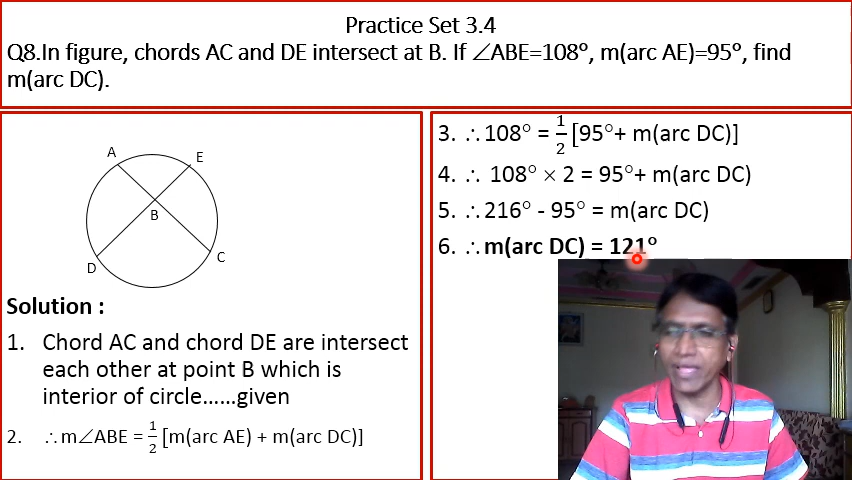 Practice Set 3.4
Q8.In figure, chords AC and DE intersect at B. If ∠ABE=108º, m(arc AE)=95º, find
m(arc DC).
A
E
B
D
C
Solution :
1. Chord AC and chord DE are intersect
each other at point B which is
interior of circle......given
2. ∴m∠ABE = 1/2 [m(arc AE) + m(arc DC)]
3. ∴108° = 1/2 [95°+ m(arc DC)]
4. ∴ 108° × 2 = 95°+ m(arc DC)
5. ∴216° - 95° = m(arc DC)
6. ∴m(arc DC) = 121º